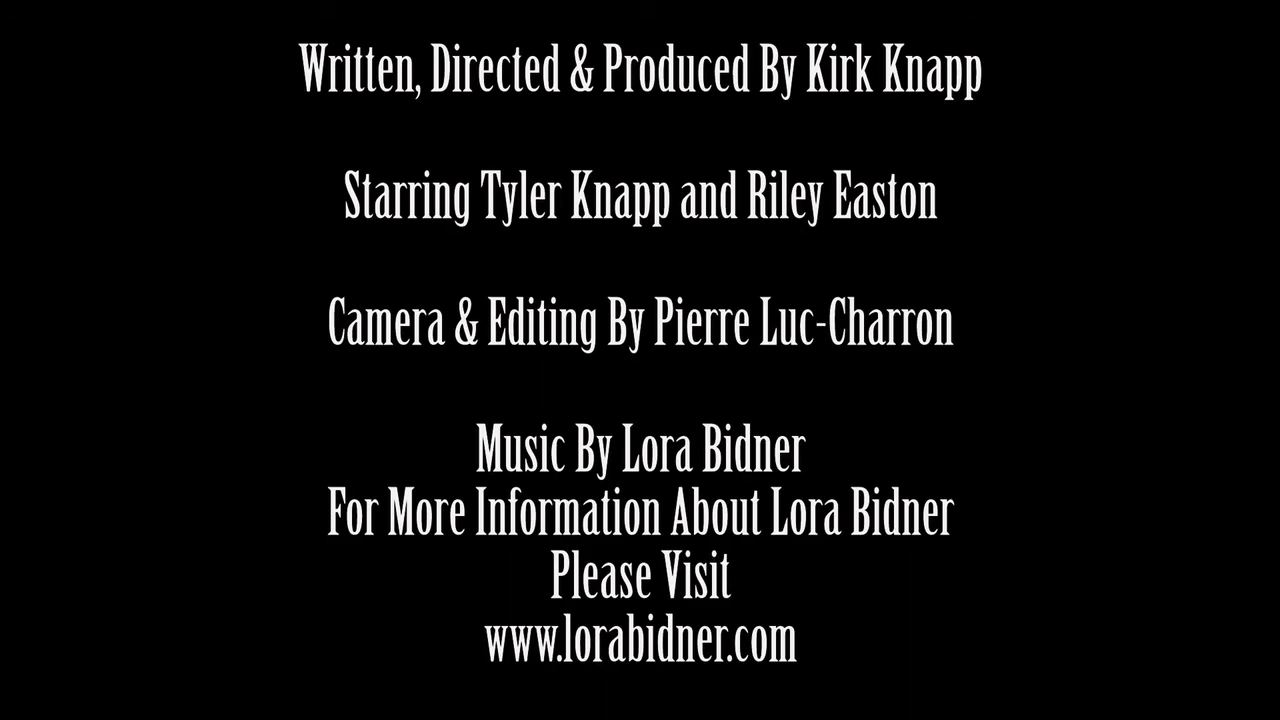 Written, Directed & Produced By Kirk Knapp
Starring Tyler Knapp and Riley Easton
Camera & Editing By Pierre Luc-Charron
Music By Lora Bidner
For More Information About Lora Bidner
Please Visit
www.lorabidner.com